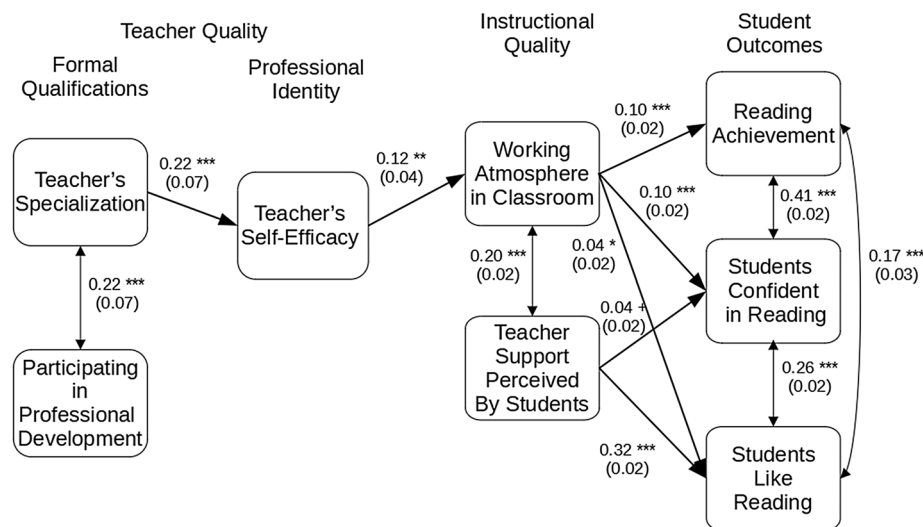 Teacher Quality
Formal
Qualifications
Professional
Identity
Instructional
Quality
Student
Outcomes
Teacher's
Specialization
0.22 ***
(0.07)
Teacher's
Self-Efficacy
0.12 **
(0.04)
Working
Atmosphere
in Classroom
0.10 ***
(0.02)
Reading
Achievement
0.22 ***
(0.07)
0.20 ***
(0.02)
0.10 ***
(0.02)
0.04 *
(0.02)
0.41 ***
(0.02)
0.17 ***
(0.03)
Participating
in
Professional
Development
Teacher
Support
Perceived
By Students
0.04 +
(0.02)
Students
Confident
in Reading
0.32 ***
(0.02)
0.26 ***
(0.02)
Students
Like
Reading